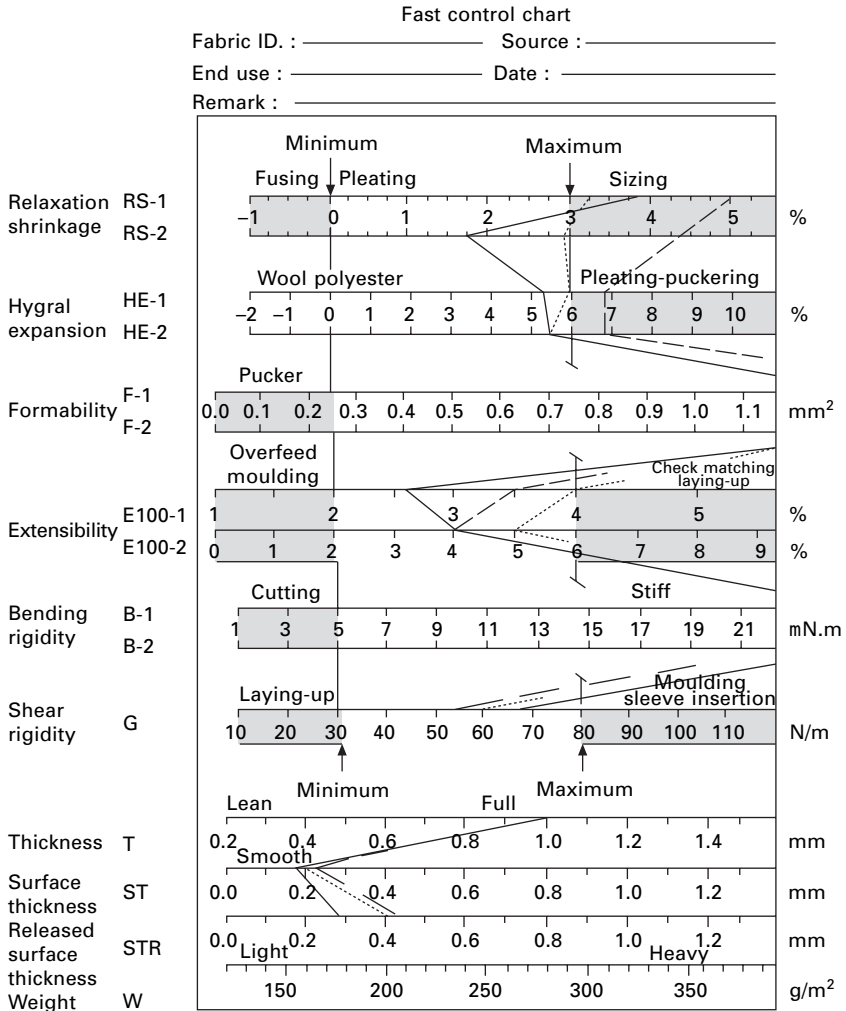 Fast control chart
Fabric ID. : Source :
End use : Date :
Remark :
Minimum Maximum
Fusing Pleating Sizing
Relaxation shrinkage RS-1
–1 0 1 2 3 4 5 %
RS-2
Wool polyester Pleating-puckering
Hygral expansion HE-1
–2 –1 0 1 2 3 4 5 6 7 8 9 10 %
HE-2
Pucker
Formability F-1
0.0 0.1 0.2 0.3 0.4 0.5 0.6 0.7 0.8 0.9 1.0 1.1 mm²
F-2
Overfeed moulding Check matching laying-up
Extensibility E100-1
1 2 3 4 5 %
E100-2
0 1 2 3 4 5 6 7 8 9 %
Cutting Stiff
Bending rigidity B-1
1 3 5 7 9 11 13 15 17 19 21 mN.m
B-2
Laying-up Moulding sleeve insertion
Shear rigidity G
10 20 30 40 50 60 70 80 90 100 110 N/m
Minimum Maximum
Lean Full
Thickness T
0.2 0.4 0.6 0.8 1.0 1.2 1.4 mm
Smooth
Surface thickness ST
0.0 0.2 0.4 0.6 0.8 1.0 1.2 mm
Released surface thickness STR
0.0 0.2 0.4 0.6 0.8 1.0 1.2 mm
Light Heavy
Weight W
150 200 250 300 350 g/m²